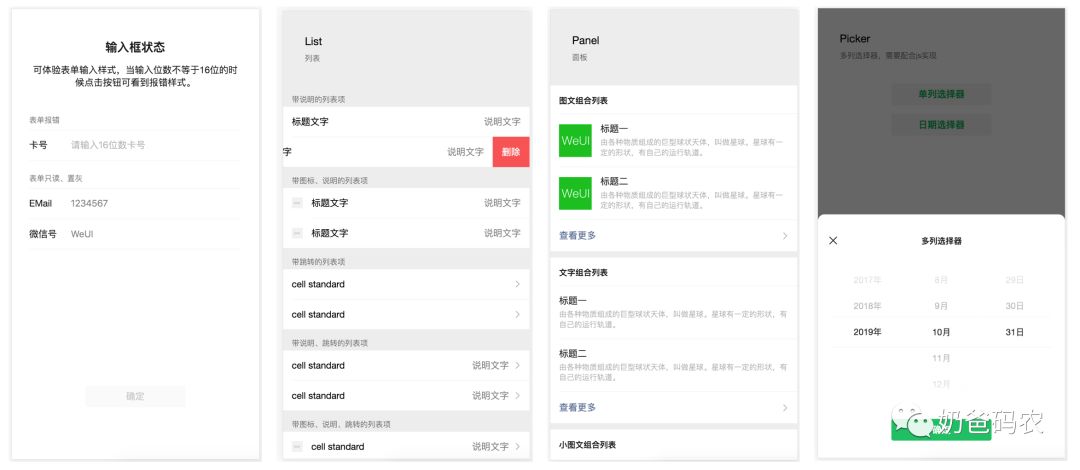 输入框状态
可体验表单输入样式，当输入位数不等于16位的时
候点击按钮可看到报错样式。
表单报错
卡号 请输入16位数卡号
表单只读、置灰
EMail 1234567
微信号 WeUI
确定
List
列表
带说明的列表项
标题文字 说明文字
字 说明文字 删除
带图标、说明的列表项
标题文字 说明文字
标题文字 说明文字
带跳转的列表项
cell standard
cell standard
带说明、跳转的列表项
cell standard 说明文字
cell standard 说明文字
带图标、说明、跳转的列表项
cell standard 说明文字
Panel
面板
图文组合列表
WeUI 标题一
由各种物质组成的巨型球状天体，叫做星球。星球有一
定的形状，有自己的运行轨道。
WeUI 标题二
由各种物质组成的巨型球状天体，叫做星球。星球有一
定的形状，有自己的运行轨道。
查看更多
文字组合列表
标题一
由各种物质组成的巨型球状天体，叫做星球。星球有一定的形状，有
自己的运行轨道。
标题二
由各种物质组成的巨型球状天体，叫做星球。星球有一定的形状，有
自己的运行轨道。
查看更多
小图文组合列表
Picker
多列选择器，需要配合js实现
单列选择器
日期选择器
多列选择器
2017年 8月 29日
2018年 9月 30日
2019年 10月 31日
11月
12月
奶爸码农